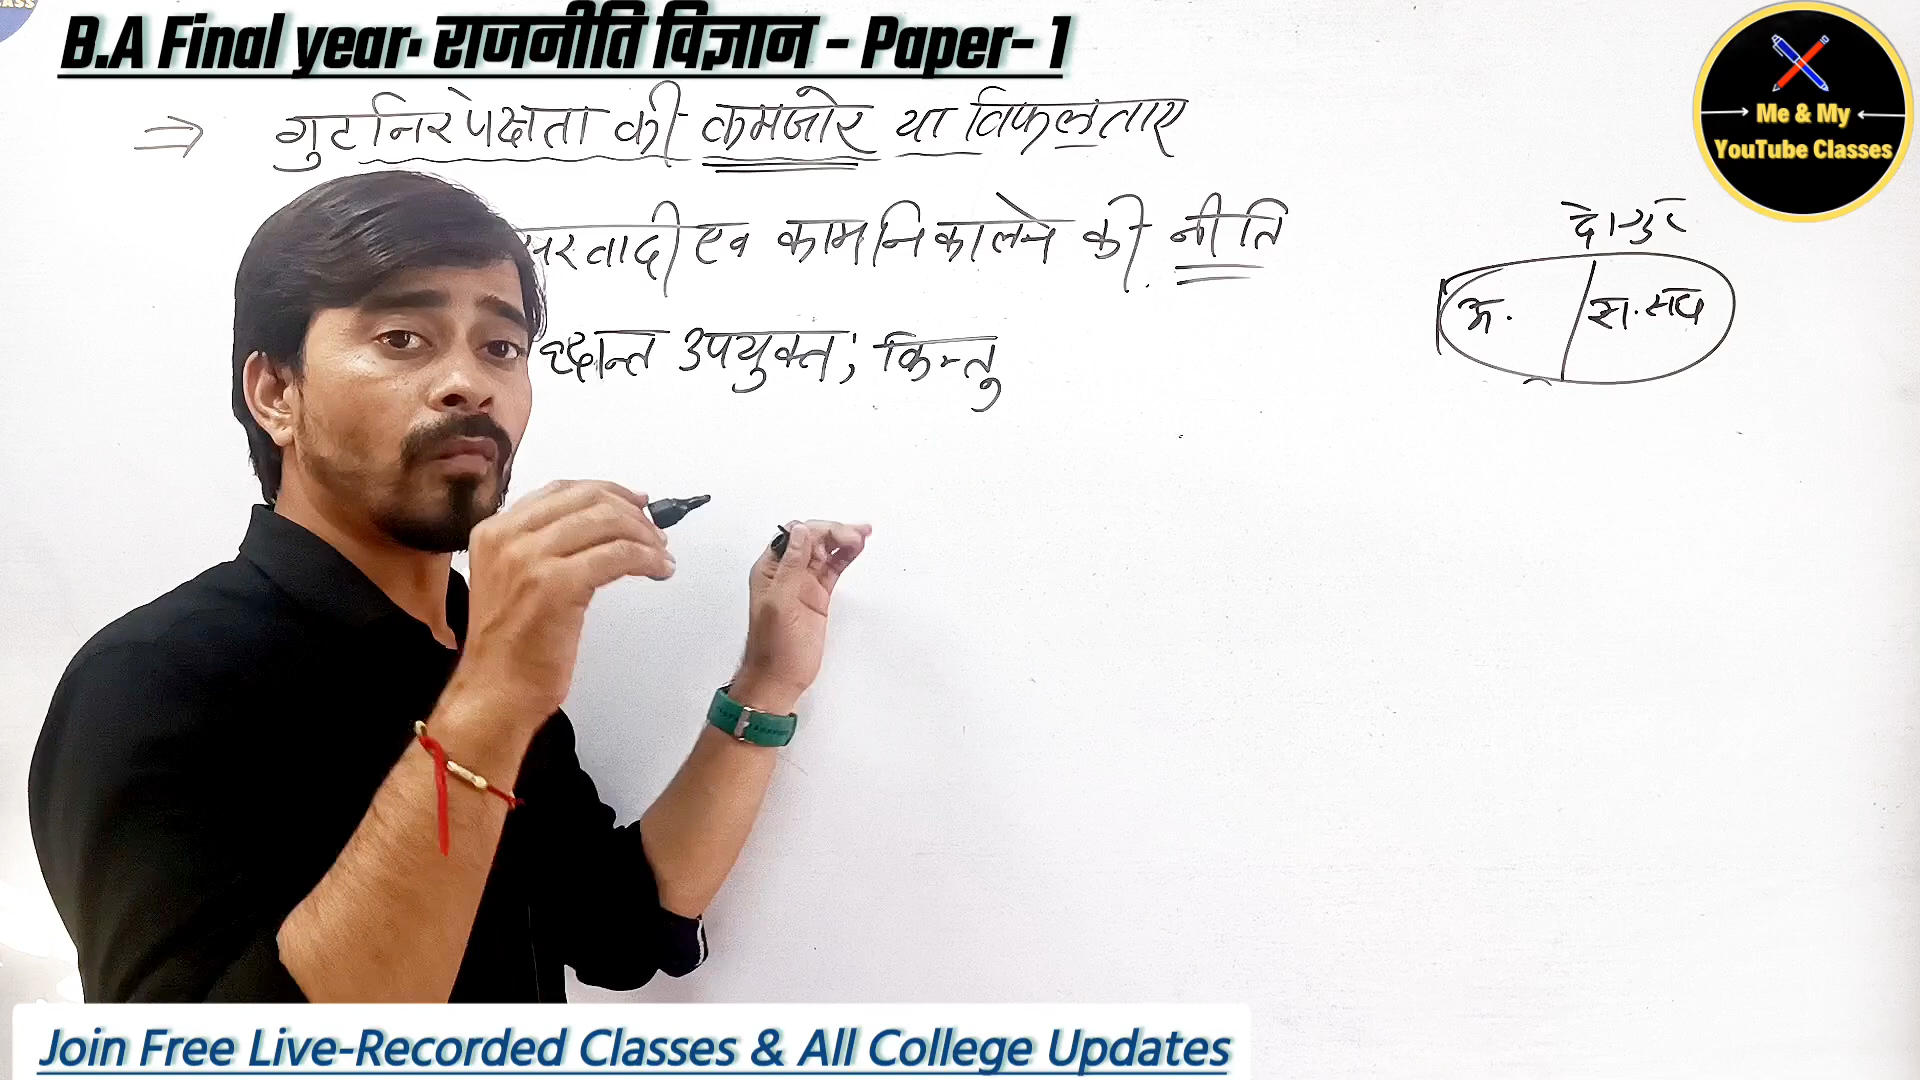 B.A Final year. राजनीति विज्ञान - Paper- 1
⇒ गुटनिरपेक्षता की कमजोर या विफलताए
सरवादी एव काम निकालने की नीति
द्धान्त उपयुक्त; किन्तु
दो गुट
अ. सो. संघ
Me & My
YouTube Classes
Join Free Live-Recorded Classes & All College Updates